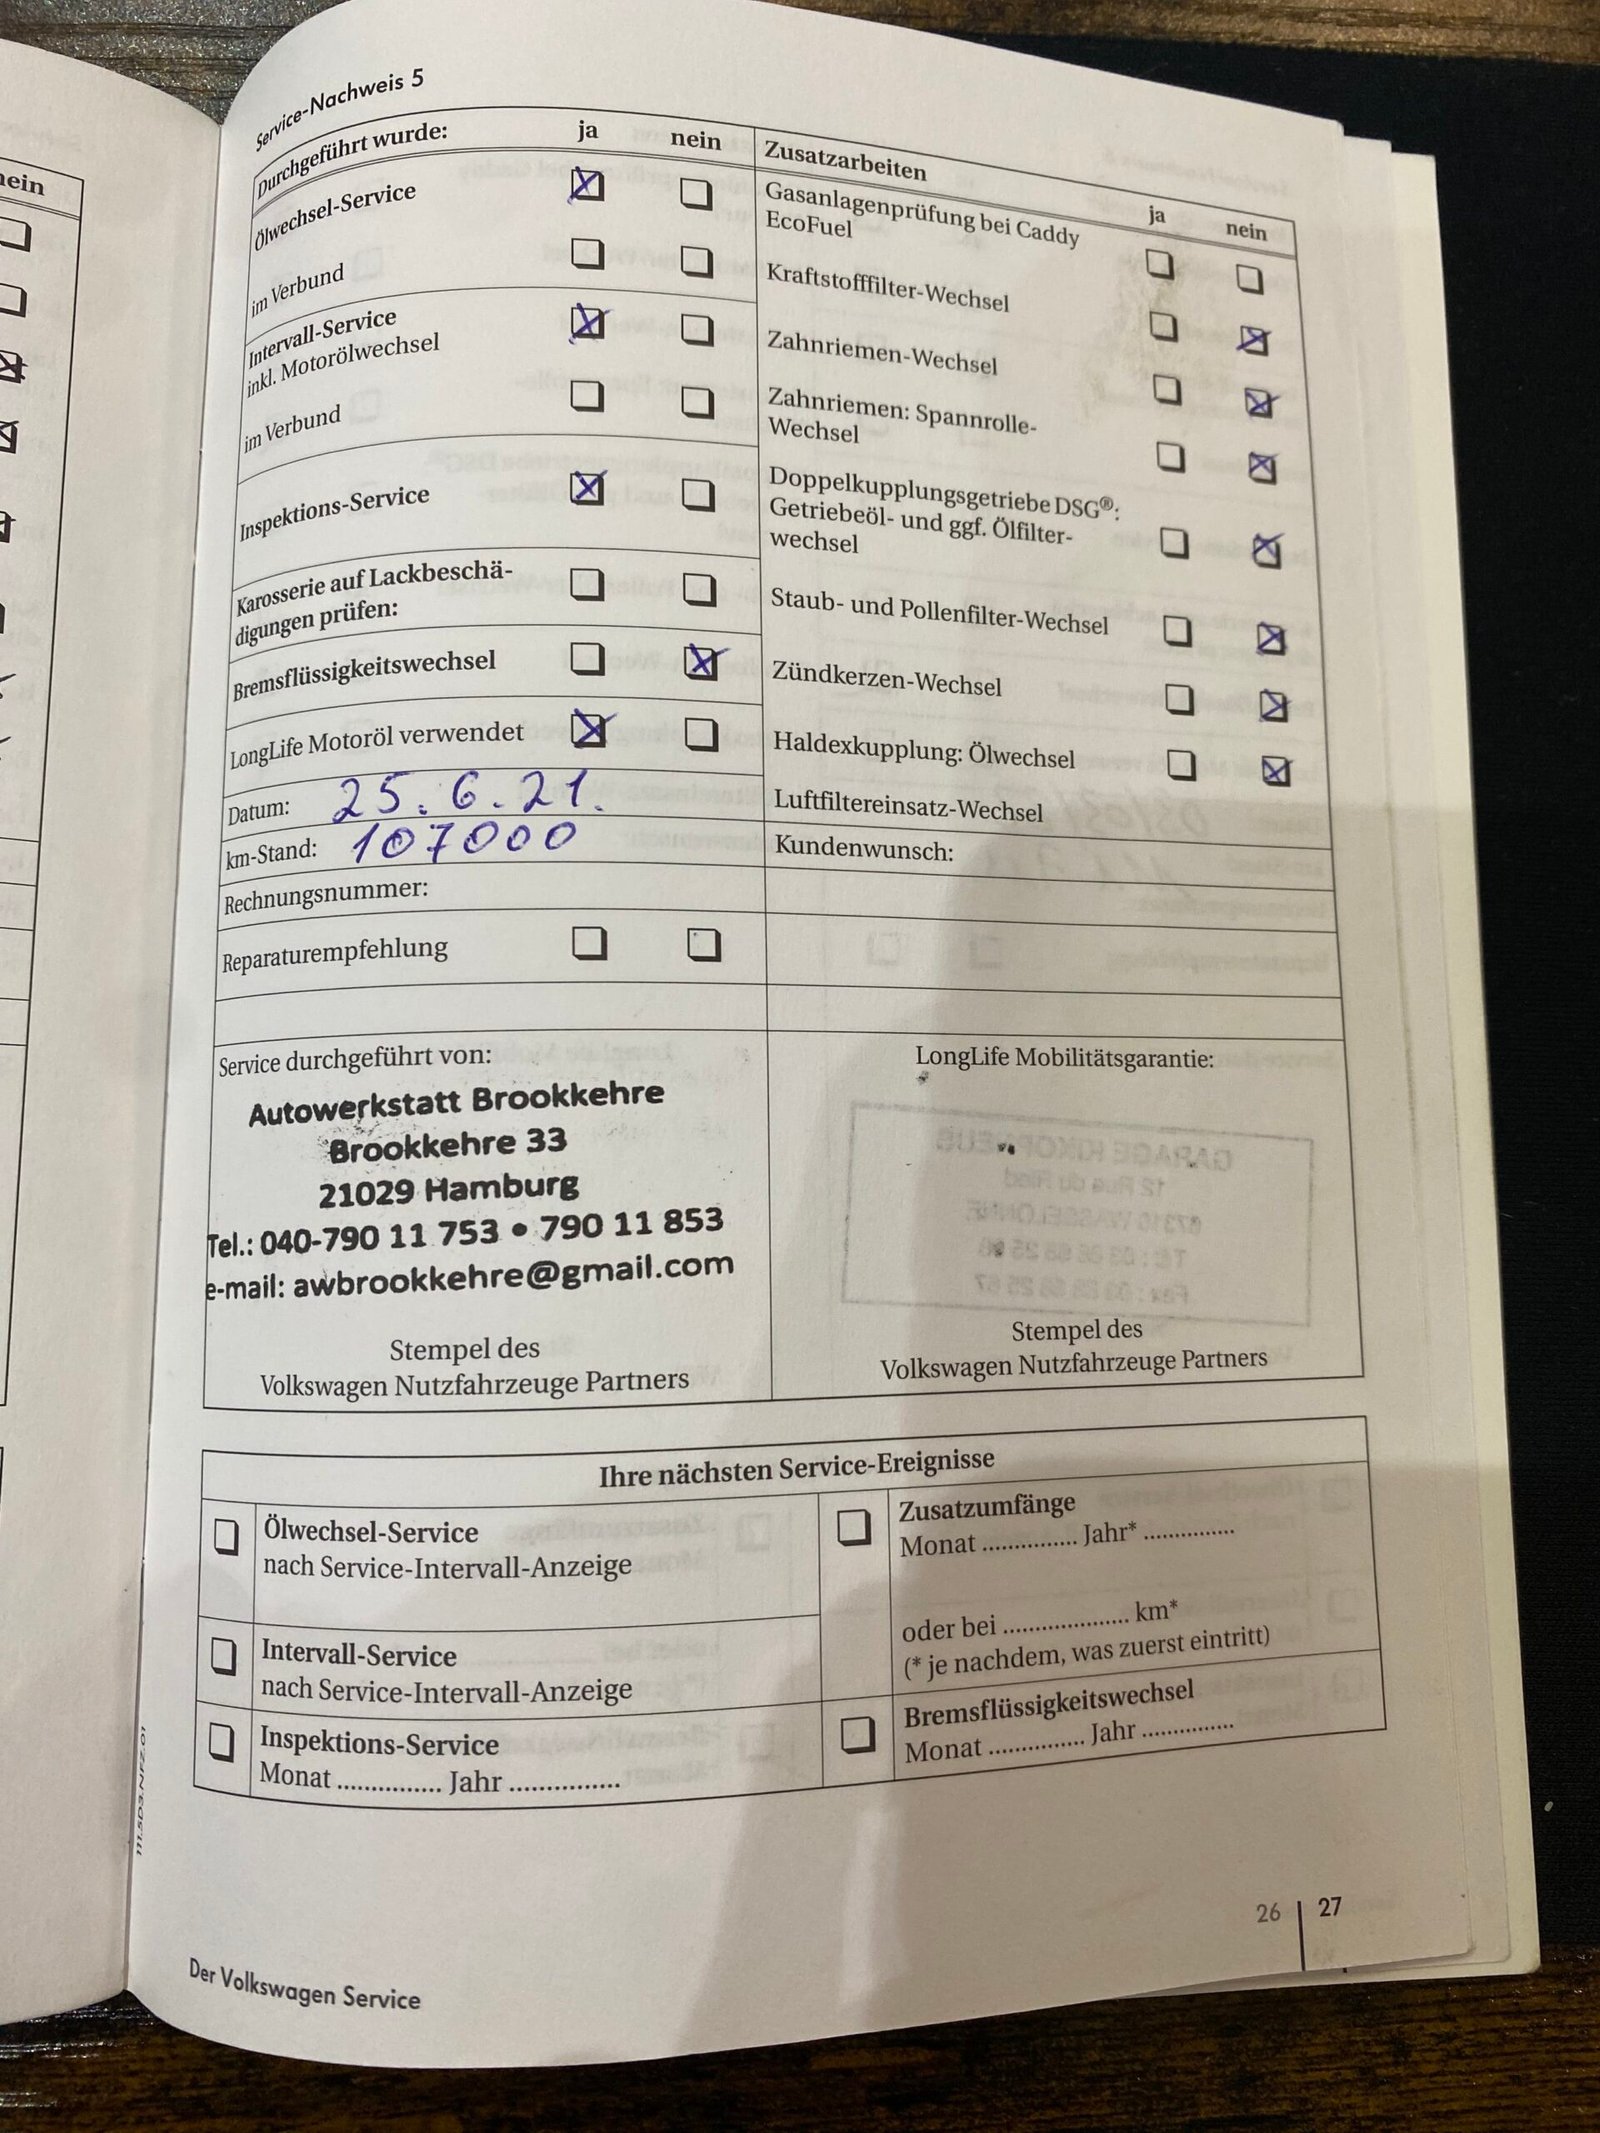 nein
Service-Nachweis 5
Durchgeführt wurde: ja nein
Ölwechsel-Service
im Verbund
Intervall-Service
inkl. Motorölwechsel
im Verbund
Inspektions-Service
Karosserie auf Lackbeschä-
digungen prüfen:
Bremsflüssigkeitswechsel
LongLife Motoröl verwendet
Datum: 25.6.21.
km-Stand: 107000
Rechnungsnummer:
Reparaturempfehlung
Zusatzarbeiten
ja nein
Gasanlagenprüfung bei Caddy
EcoFuel
Kraftstofffilter-Wechsel
Zahnriemen-Wechsel
Zahnriemen: Spannrolle-
Wechsel
Doppelkupplungsgetriebe DSG®:
Getriebeöl- und ggf. Ölfilter-
wechsel
Staub- und Pollenfilter-Wechsel
Zündkerzen-Wechsel
Haldexkupplung: Ölwechsel
Luftfiltereinsatz-Wechsel
Kundenwunsch:
Service durchgeführt von:
Autowerkstatt Brookkehre
Brookkehre 33
21029 Hamburg
Tel.: 040-790 11 753 • 790 11 853
e-mail: awbrookkehre@gmail.com
Stempel des
Volkswagen Nutzfahrzeuge Partners
LongLife Mobilitätsgarantie:
Stempel des
Volkswagen Nutzfahrzeuge Partners
Ihre nächsten Service-Ereignisse
Ölwechsel-Service
nach Service-Intervall-Anzeige
Intervall-Service
nach Service-Intervall-Anzeige
Inspektions-Service
Monat ............... Jahr ................
Zusatzumfänge
Monat .............. Jahr* ..............
oder bei ................... km*
(* je nachdem, was zuerst eintritt)
Bremsflüssigkeitswechsel
Monat .............. Jahr ..............
111.5D3.NFZ.01
26 27
Der Volkswagen Service